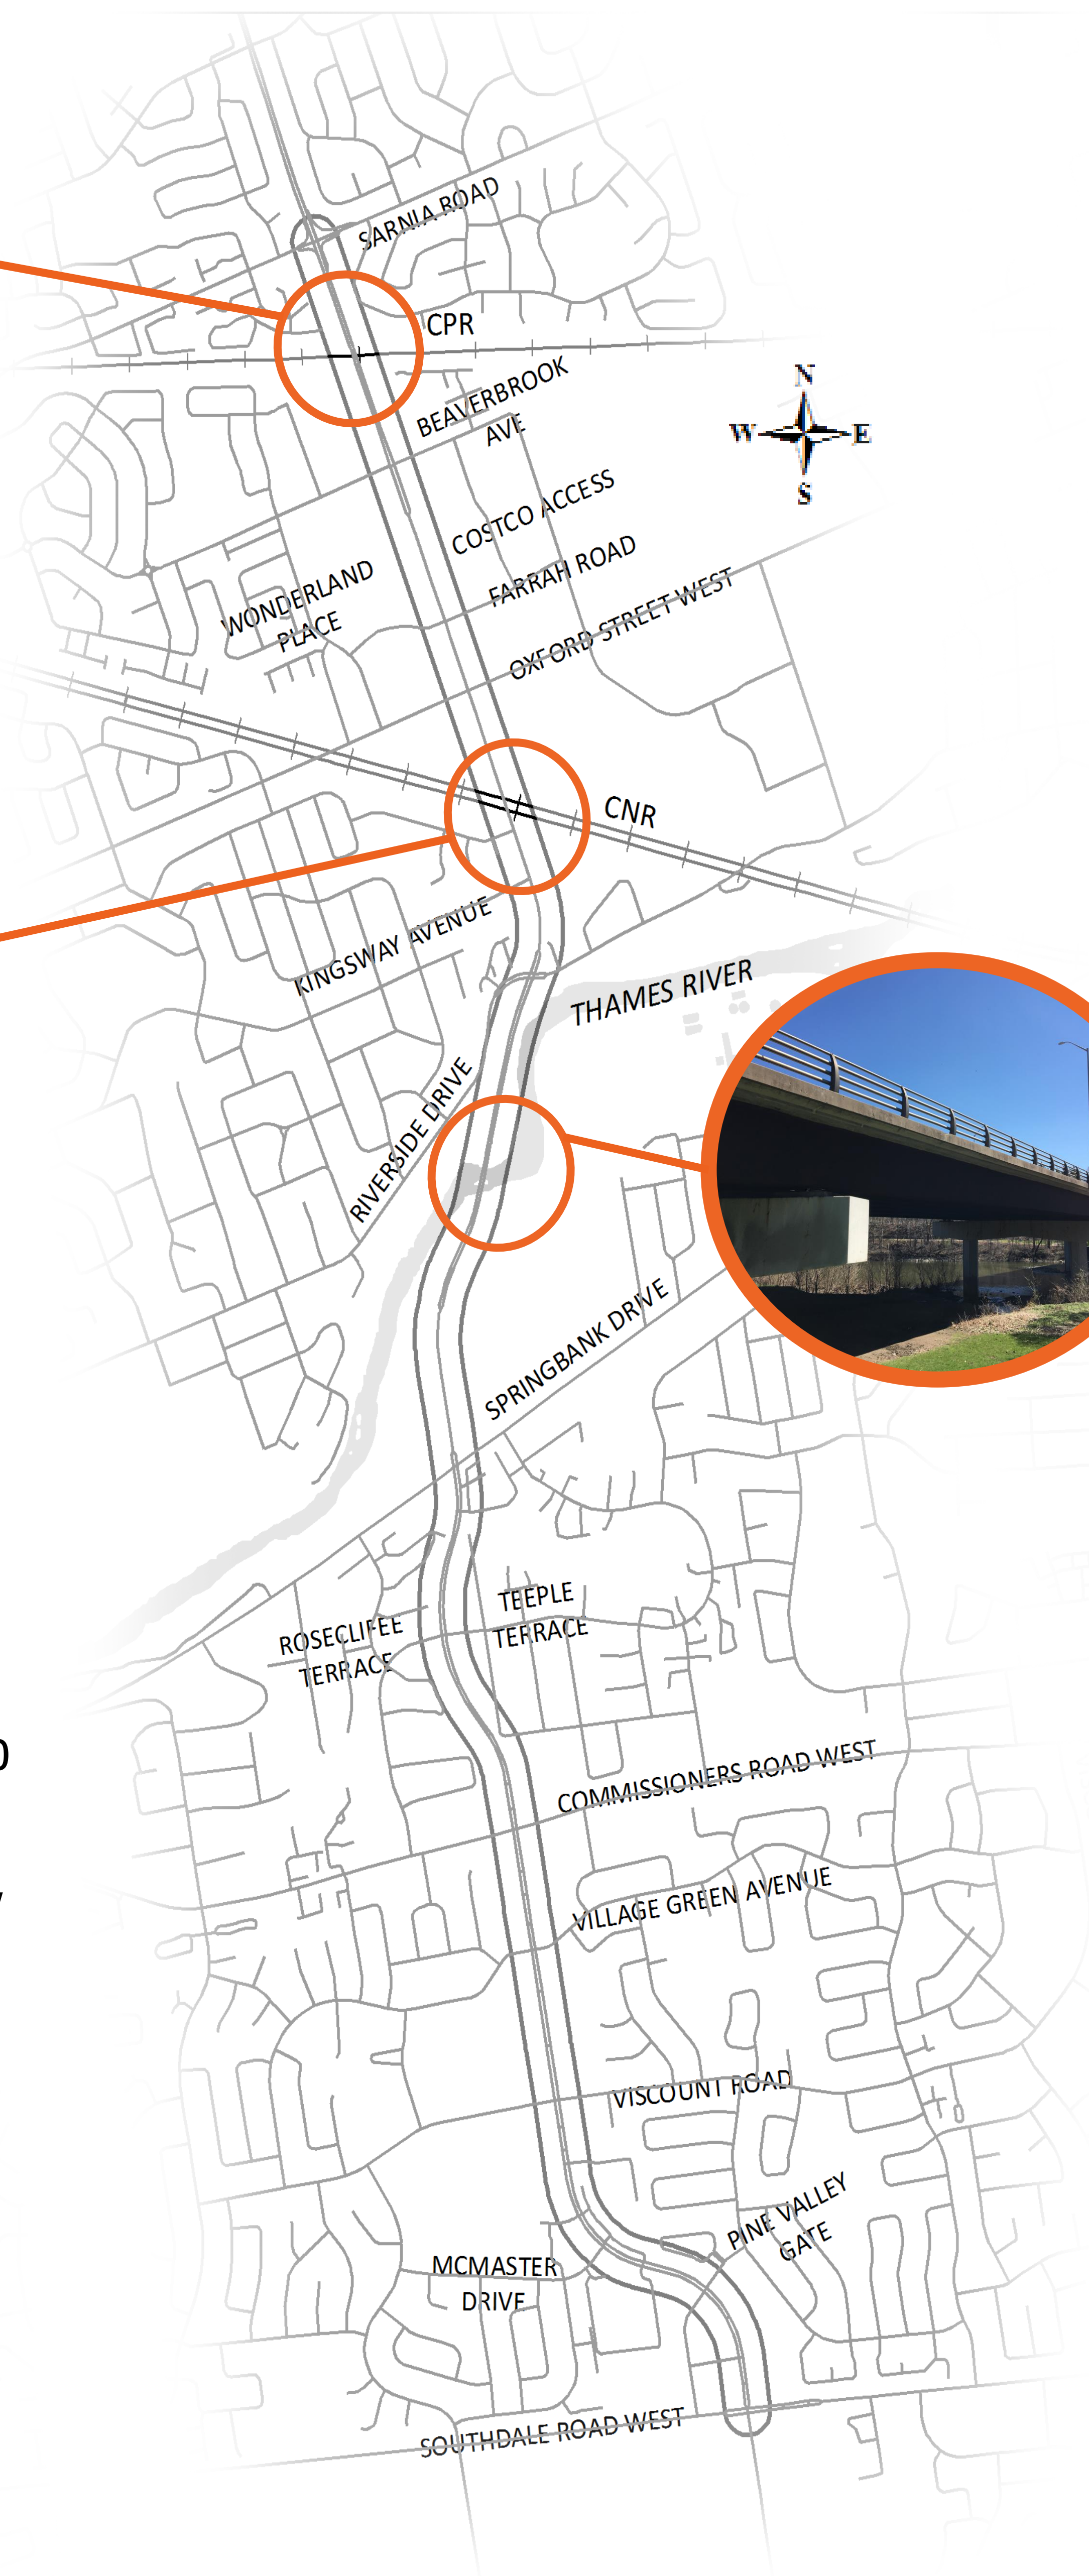 SARNIA ROAD
CPR
BEAVERBROOK
AVE
N
W E
S
COSTCO ACCESS
FARRAH ROAD
WONDERLAND
PLACE
OXFORD STREET WEST
CNR
KINGSWAY AVENUE
THAMES RIVER
RIVERSIDE DRIVE
SPRINGBANK DRIVE
TEEPLE
TERRACE
ROSECLIFFE
TERRACE
COMMISSIONERS ROAD WEST
VILLAGE GREEN AVENUE
VISCOUNT ROAD
PINE VALLEY
GATE
MCMASTER
DRIVE
SOUTHDALE ROAD WEST